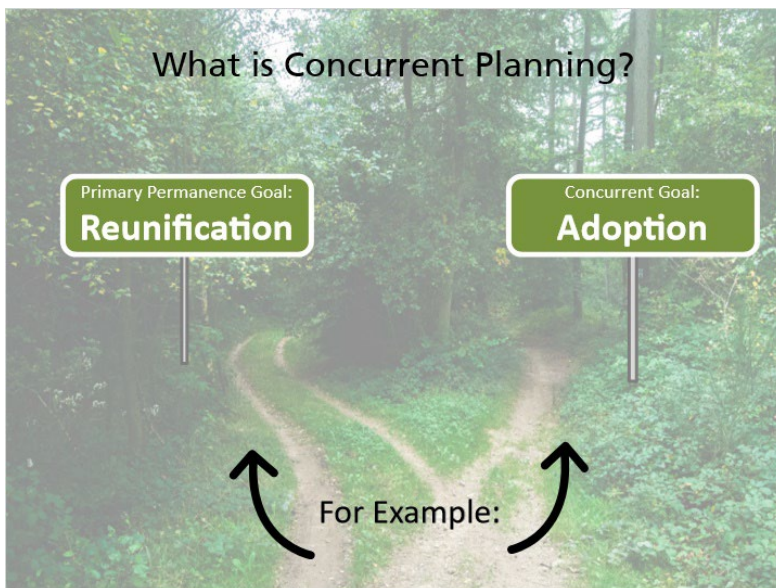 What is Concurrent Planning?
Primary Permanence Goal:
Reunification
Concurrent Goal:
Adoption
For Example: